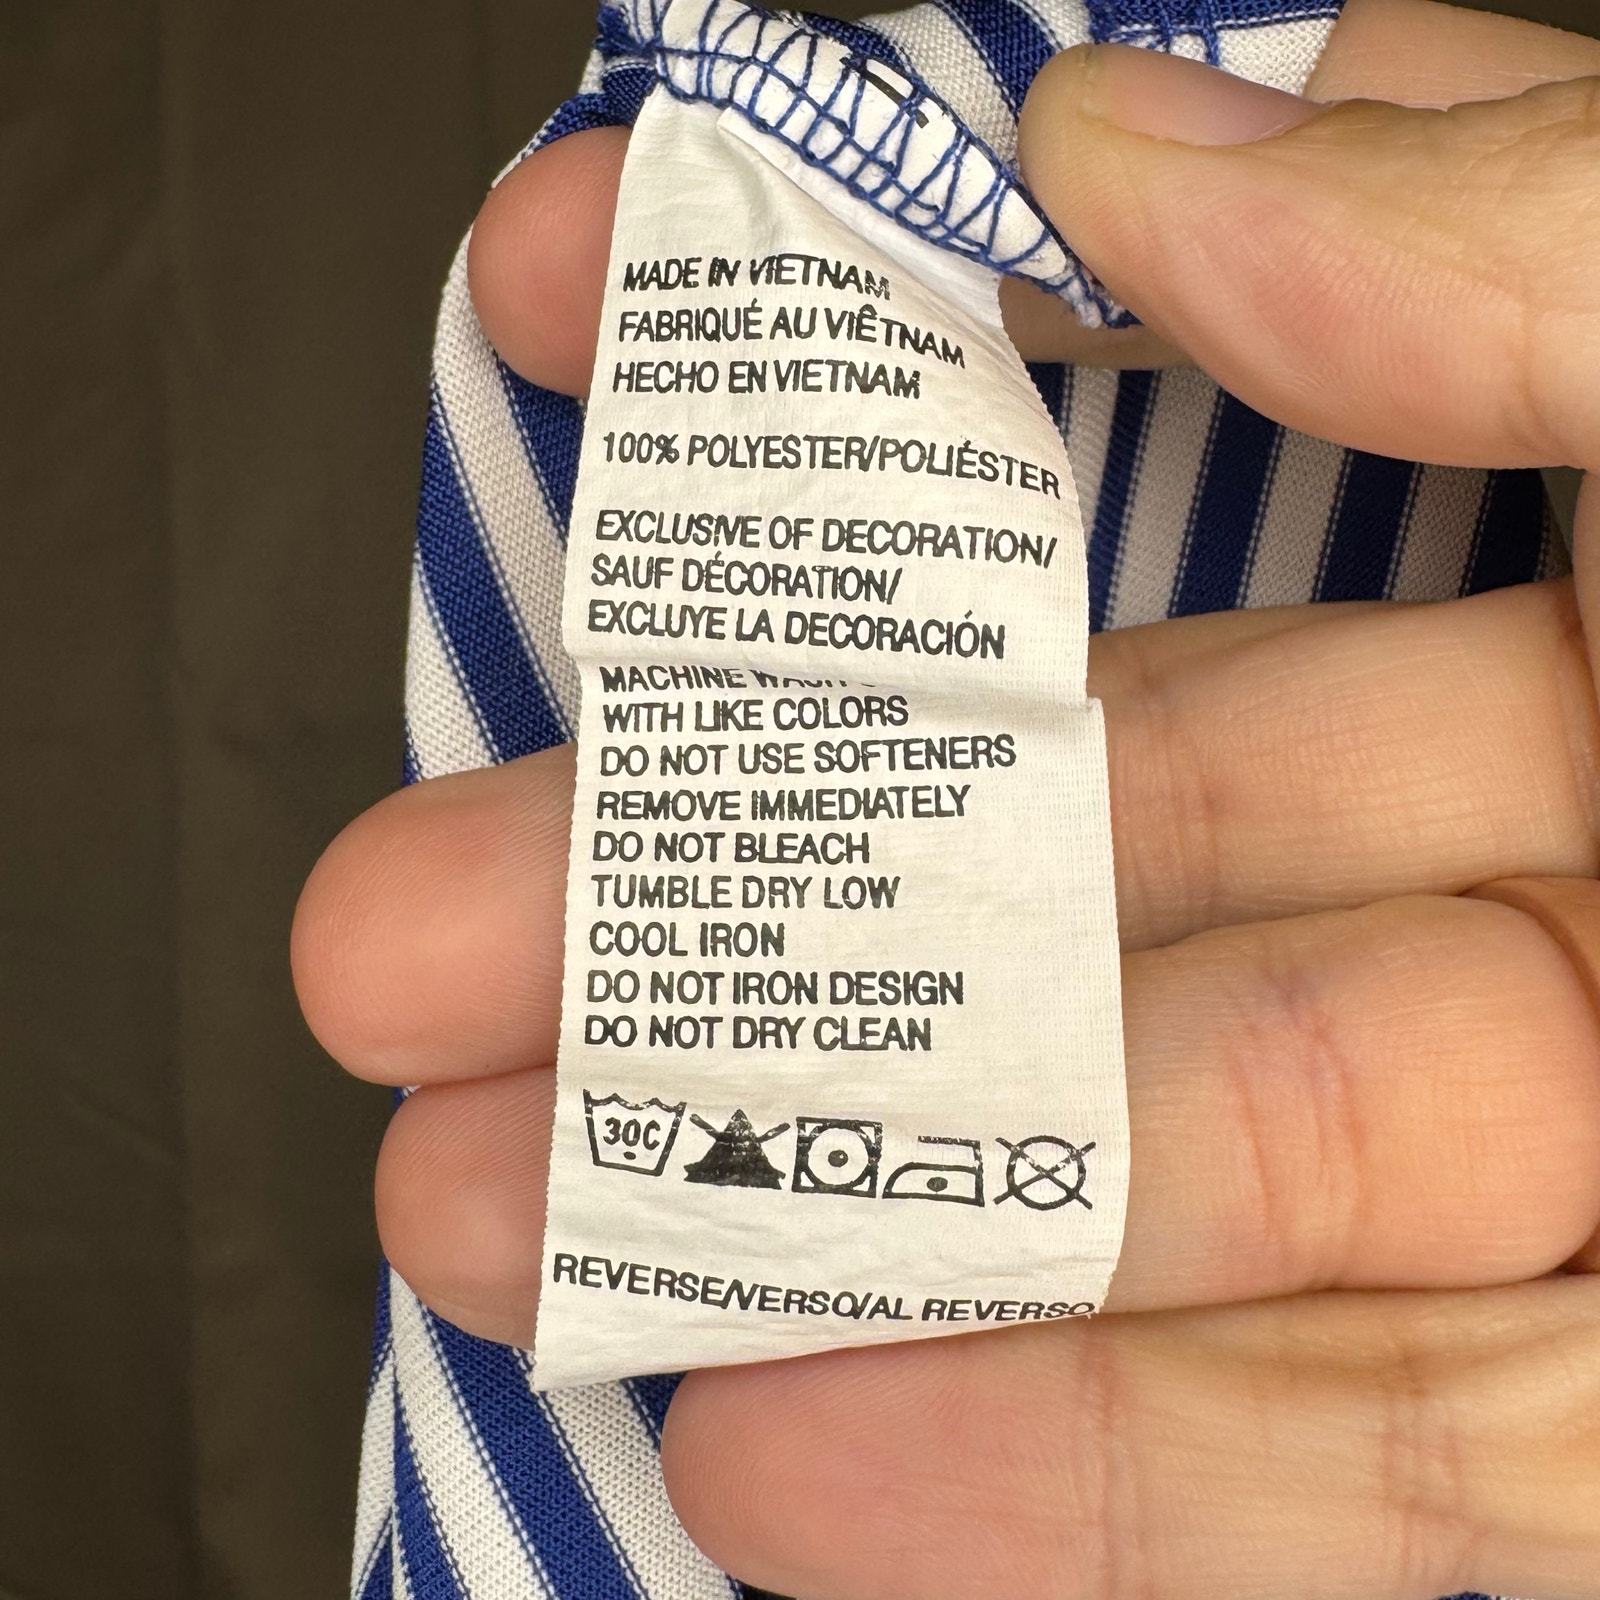 MADE IN VIETNAM
FABRIQUÉ AU VIÊTNAM
HECHO EN VIETNAM
100% POLYESTER/POLIÉSTER
EXCLUSIVE OF DECORATION/
SAUF DÉCORATION/
EXCLUYE LA DECORACIÓN
MACHINE WASH
WITH LIKE COLORS
DO NOT USE SOFTENERS
REMOVE IMMEDIATELY
DO NOT BLEACH
TUMBLE DRY LOW
COOL IRON
DO NOT IRON DESIGN
DO NOT DRY CLEAN
30C
REVERSE/VERSO/AL REVERSO